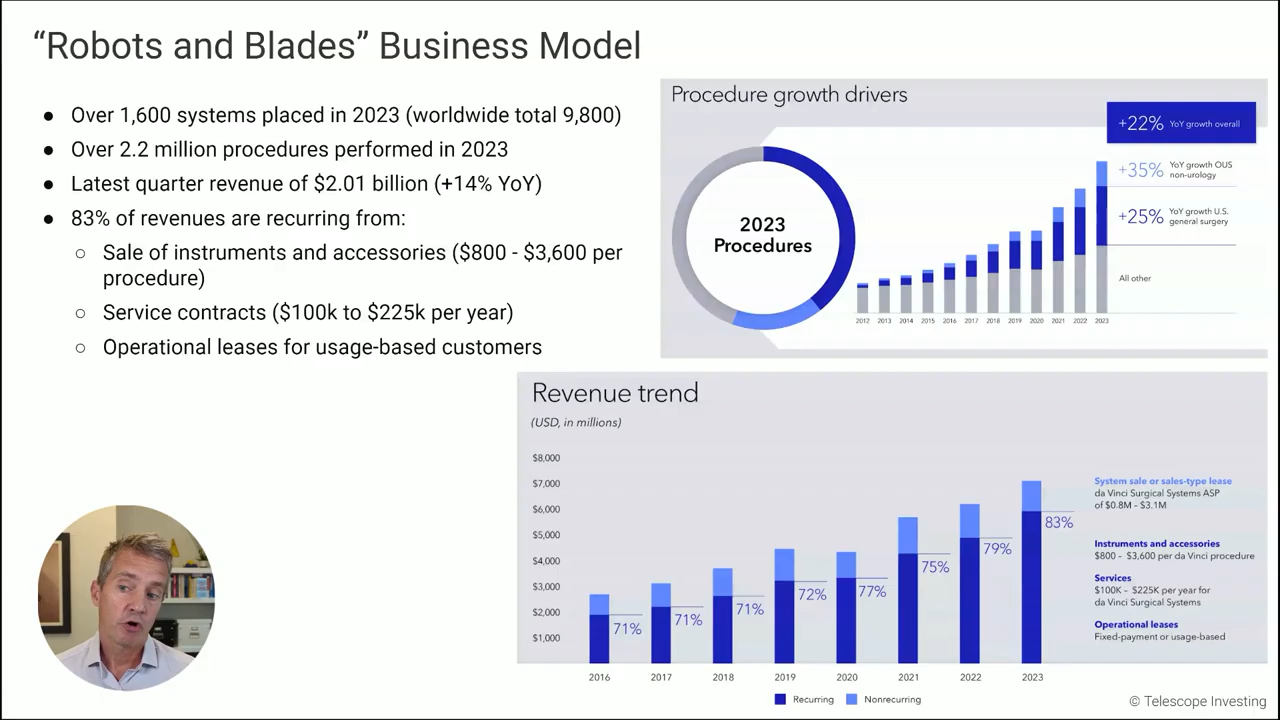 “Robots and Blades” Business Model
● Over 1,600 systems placed in 2023 (worldwide total 9,800)
● Over 2.2 million procedures performed in 2023
● Latest quarter revenue of $2.01 billion (+14% YoY)
● 83% of revenues are recurring from:
○ Sale of instruments and accessories ($800 - $3,600 per
procedure)
○ Service contracts ($100k to $225k per year)
○ Operational leases for usage-based customers
Procedure growth drivers
2023
Procedures
+22% YoY growth overall
+35% YoY growth OUS
non-urology
+25% YoY growth U.S.
general surgery
All other
2012 2013 2014 2015 2016 2017 2018 2019 2020 2021 2022 2023
Revenue trend
(USD, in millions)
$8,000
$7,000
$6,000
$5,000
$4,000
$3,000
$2,000
$1,000
71% 71% 71% 72% 77% 75% 79% 83%
2016 2017 2018 2019 2020 2021 2022 2023
Recurring Nonrecurring
System sale or sales-type lease
da Vinci Surgical Systems ASP
of $0.8M – $3.1M
Instruments and accessories
$800 – $3,600 per da Vinci procedure
Services
$100K – $225K per year for
da Vinci Surgical Systems
Operational leases
Fixed-payment or usage-based
© Telescope Investing